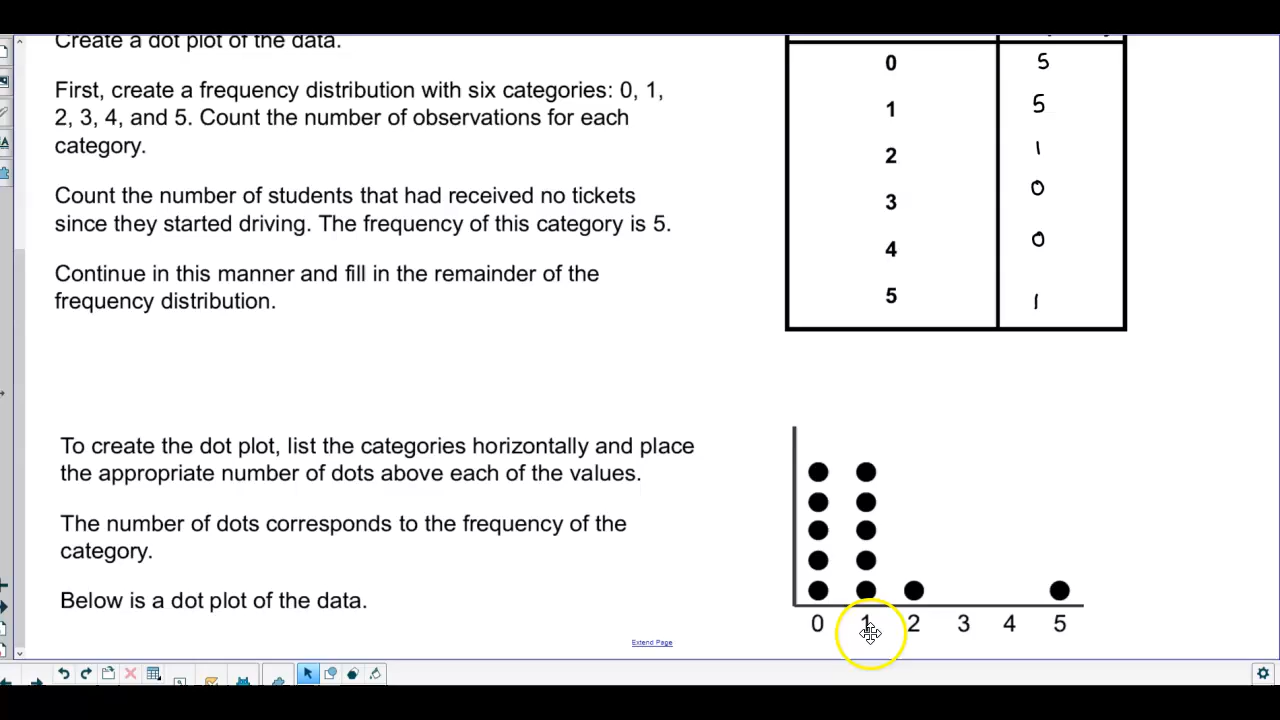 Create a dot plot of the data.
First, create a frequency distribution with six categories: 0, 1,
2, 3, 4, and 5. Count the number of observations for each
category.
Count the number of students that had received no tickets
since they started driving. The frequency of this category is 5.
Continue in this manner and fill in the remainder of the
frequency distribution.
0 5
1 5
2 1
3 0
4 0
5 1
To create the dot plot, list the categories horizontally and place
the appropriate number of dots above each of the values.
The number of dots corresponds to the frequency of the
category.
Below is a dot plot of the data.
0 1 2 3 4 5
Extend Page